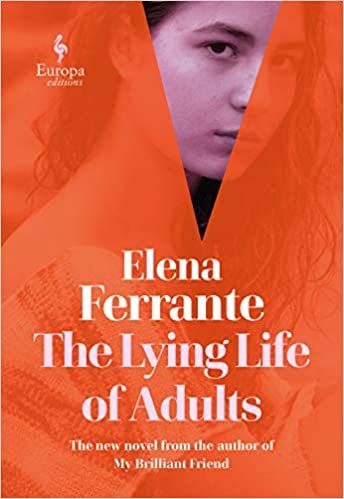 Europa
editions
Elena
Ferrante
The Lying Life
of Adults
The new novel from the author of
My Brilliant Friend